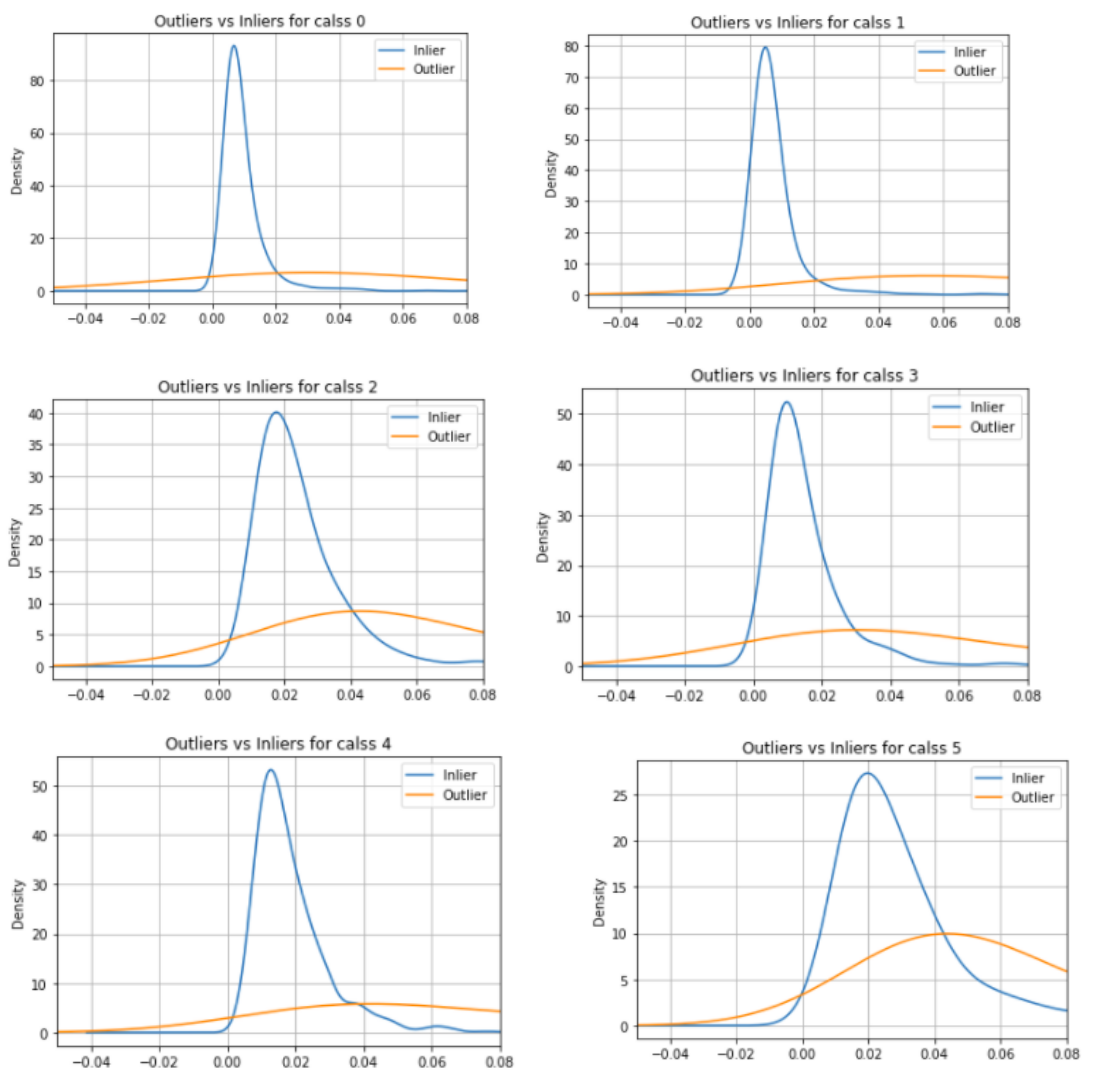 Outliers vs Inliers for calss 0
Inlier
Outlier
Density
80
60
40
20
0
−0.04 −0.02 0.00 0.02 0.04 0.06 0.08
Outliers vs Inliers for calss 1
Inlier
Outlier
Density
80
70
60
50
40
30
20
10
0
−0.04 −0.02 0.00 0.02 0.04 0.06 0.08
Outliers vs Inliers for calss 2
Inlier
Outlier
Density
40
35
30
25
20
15
10
5
0
−0.04 −0.02 0.00 0.02 0.04 0.06 0.08
Outliers vs Inliers for calss 3
Inlier
Outlier
Density
50
40
30
20
10
0
−0.04 −0.02 0.00 0.02 0.04 0.06 0.08
Outliers vs Inliers for calss 4
Inlier
Outlier
Density
50
40
30
20
10
0
−0.04 −0.02 0.00 0.02 0.04 0.06 0.08
Outliers vs Inliers for calss 5
Inlier
Outlier
Density
25
20
15
10
5
0
−0.04 −0.02 0.00 0.02 0.04 0.06 0.08